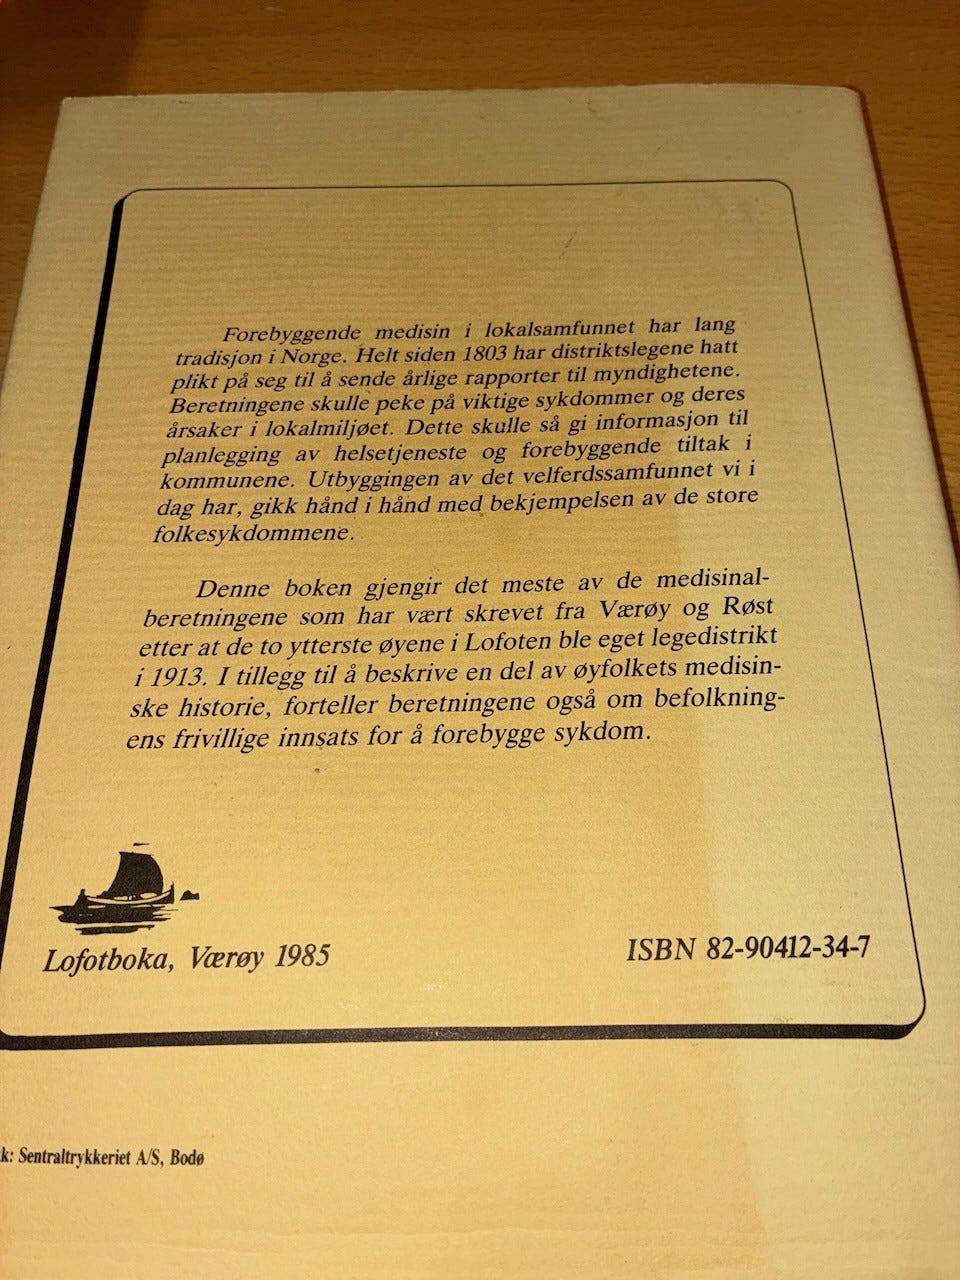 Forebyggende medisin i lokalsamfunnet har lang
tradisjon i Norge. Helt siden 1803 har distriktslegene hatt
plikt på seg til å sende årlige rapporter til myndighetene.
Beretningene skulle peke på viktige sykdommer og deres
årsaker i lokalmiljøet. Dette skulle så gi informasjon til
planlegging av helsetjeneste og forebyggende tiltak i
kommunene. Utbyggingen av det velferdssamfunnet vi i
dag har, gikk hånd i hånd med bekjempelsen av de store
folkesykdommene.
Denne boken gjengir det meste av de medisinal-
beretningene som har vært skrevet fra Værøy og Røst
etter at de to ytterste øyene i Lofoten ble eget legedistrikt
i 1913. I tillegg til å beskrive en del av øyfolkets medisin-
ske historie, forteller beretningene også om befolkning-
ens frivillige innsats for å forebygge sykdom.
Lofotboka, Værøy 1985
ISBN 82-90412-34-7
k: Sentraltrykkeriet A/S, Bodø